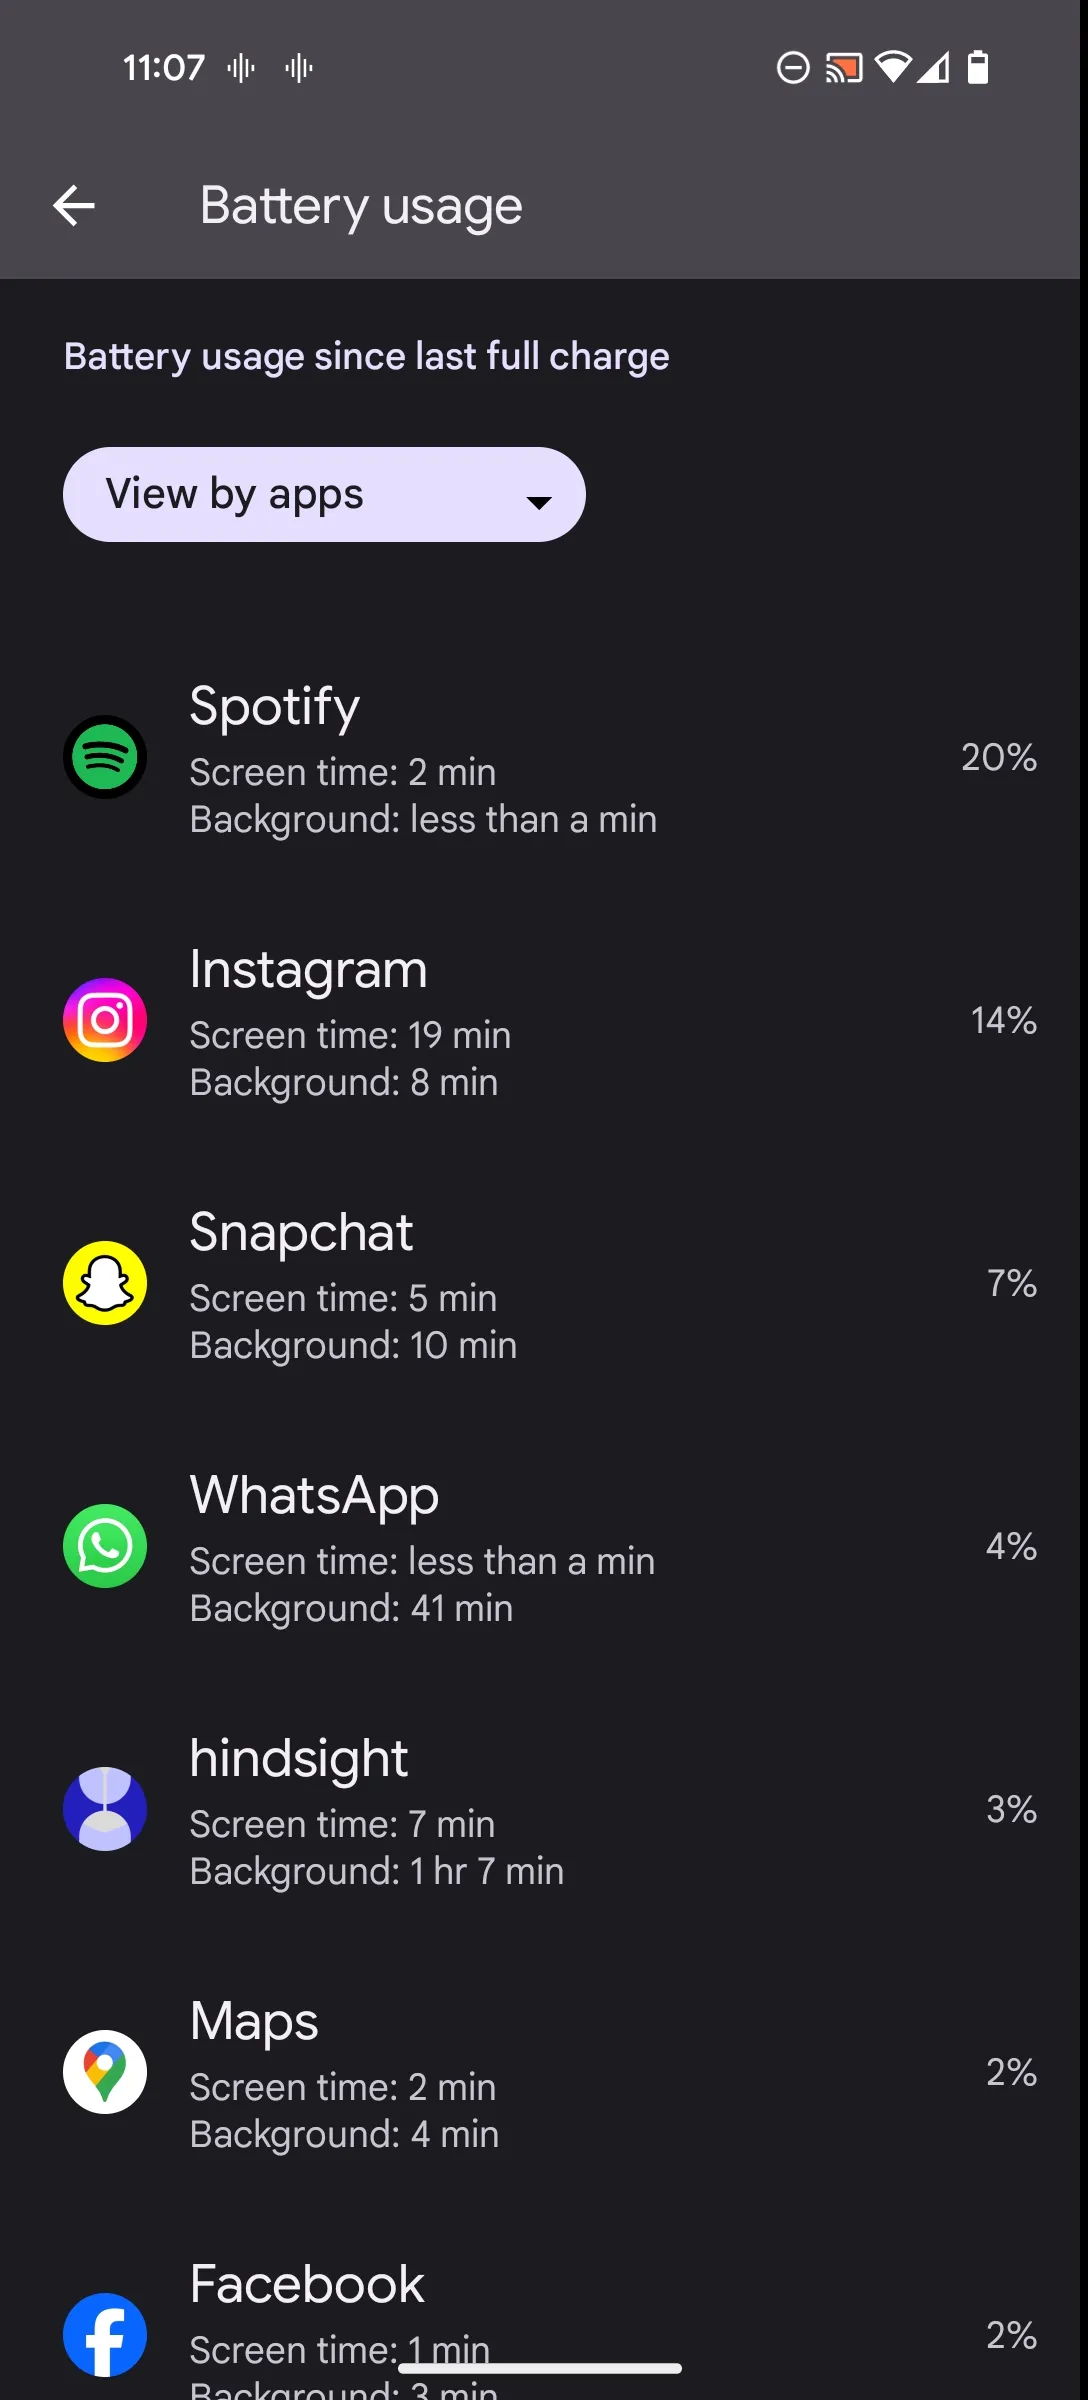 11:07
Battery usage
Battery usage since last full charge
View by apps
Spotify
Screen time: 2 min
Background: less than a min
20%
Instagram
Screen time: 19 min
Background: 8 min
14%
Snapchat
Screen time: 5 min
Background: 10 min
7%
WhatsApp
Screen time: less than a min
Background: 41 min
4%
hindsight
Screen time: 7 min
Background: 1 hr 7 min
3%
Maps
Screen time: 2 min
Background: 4 min
2%
Facebook
Screen time: 1 min
Background: 3 min
2%